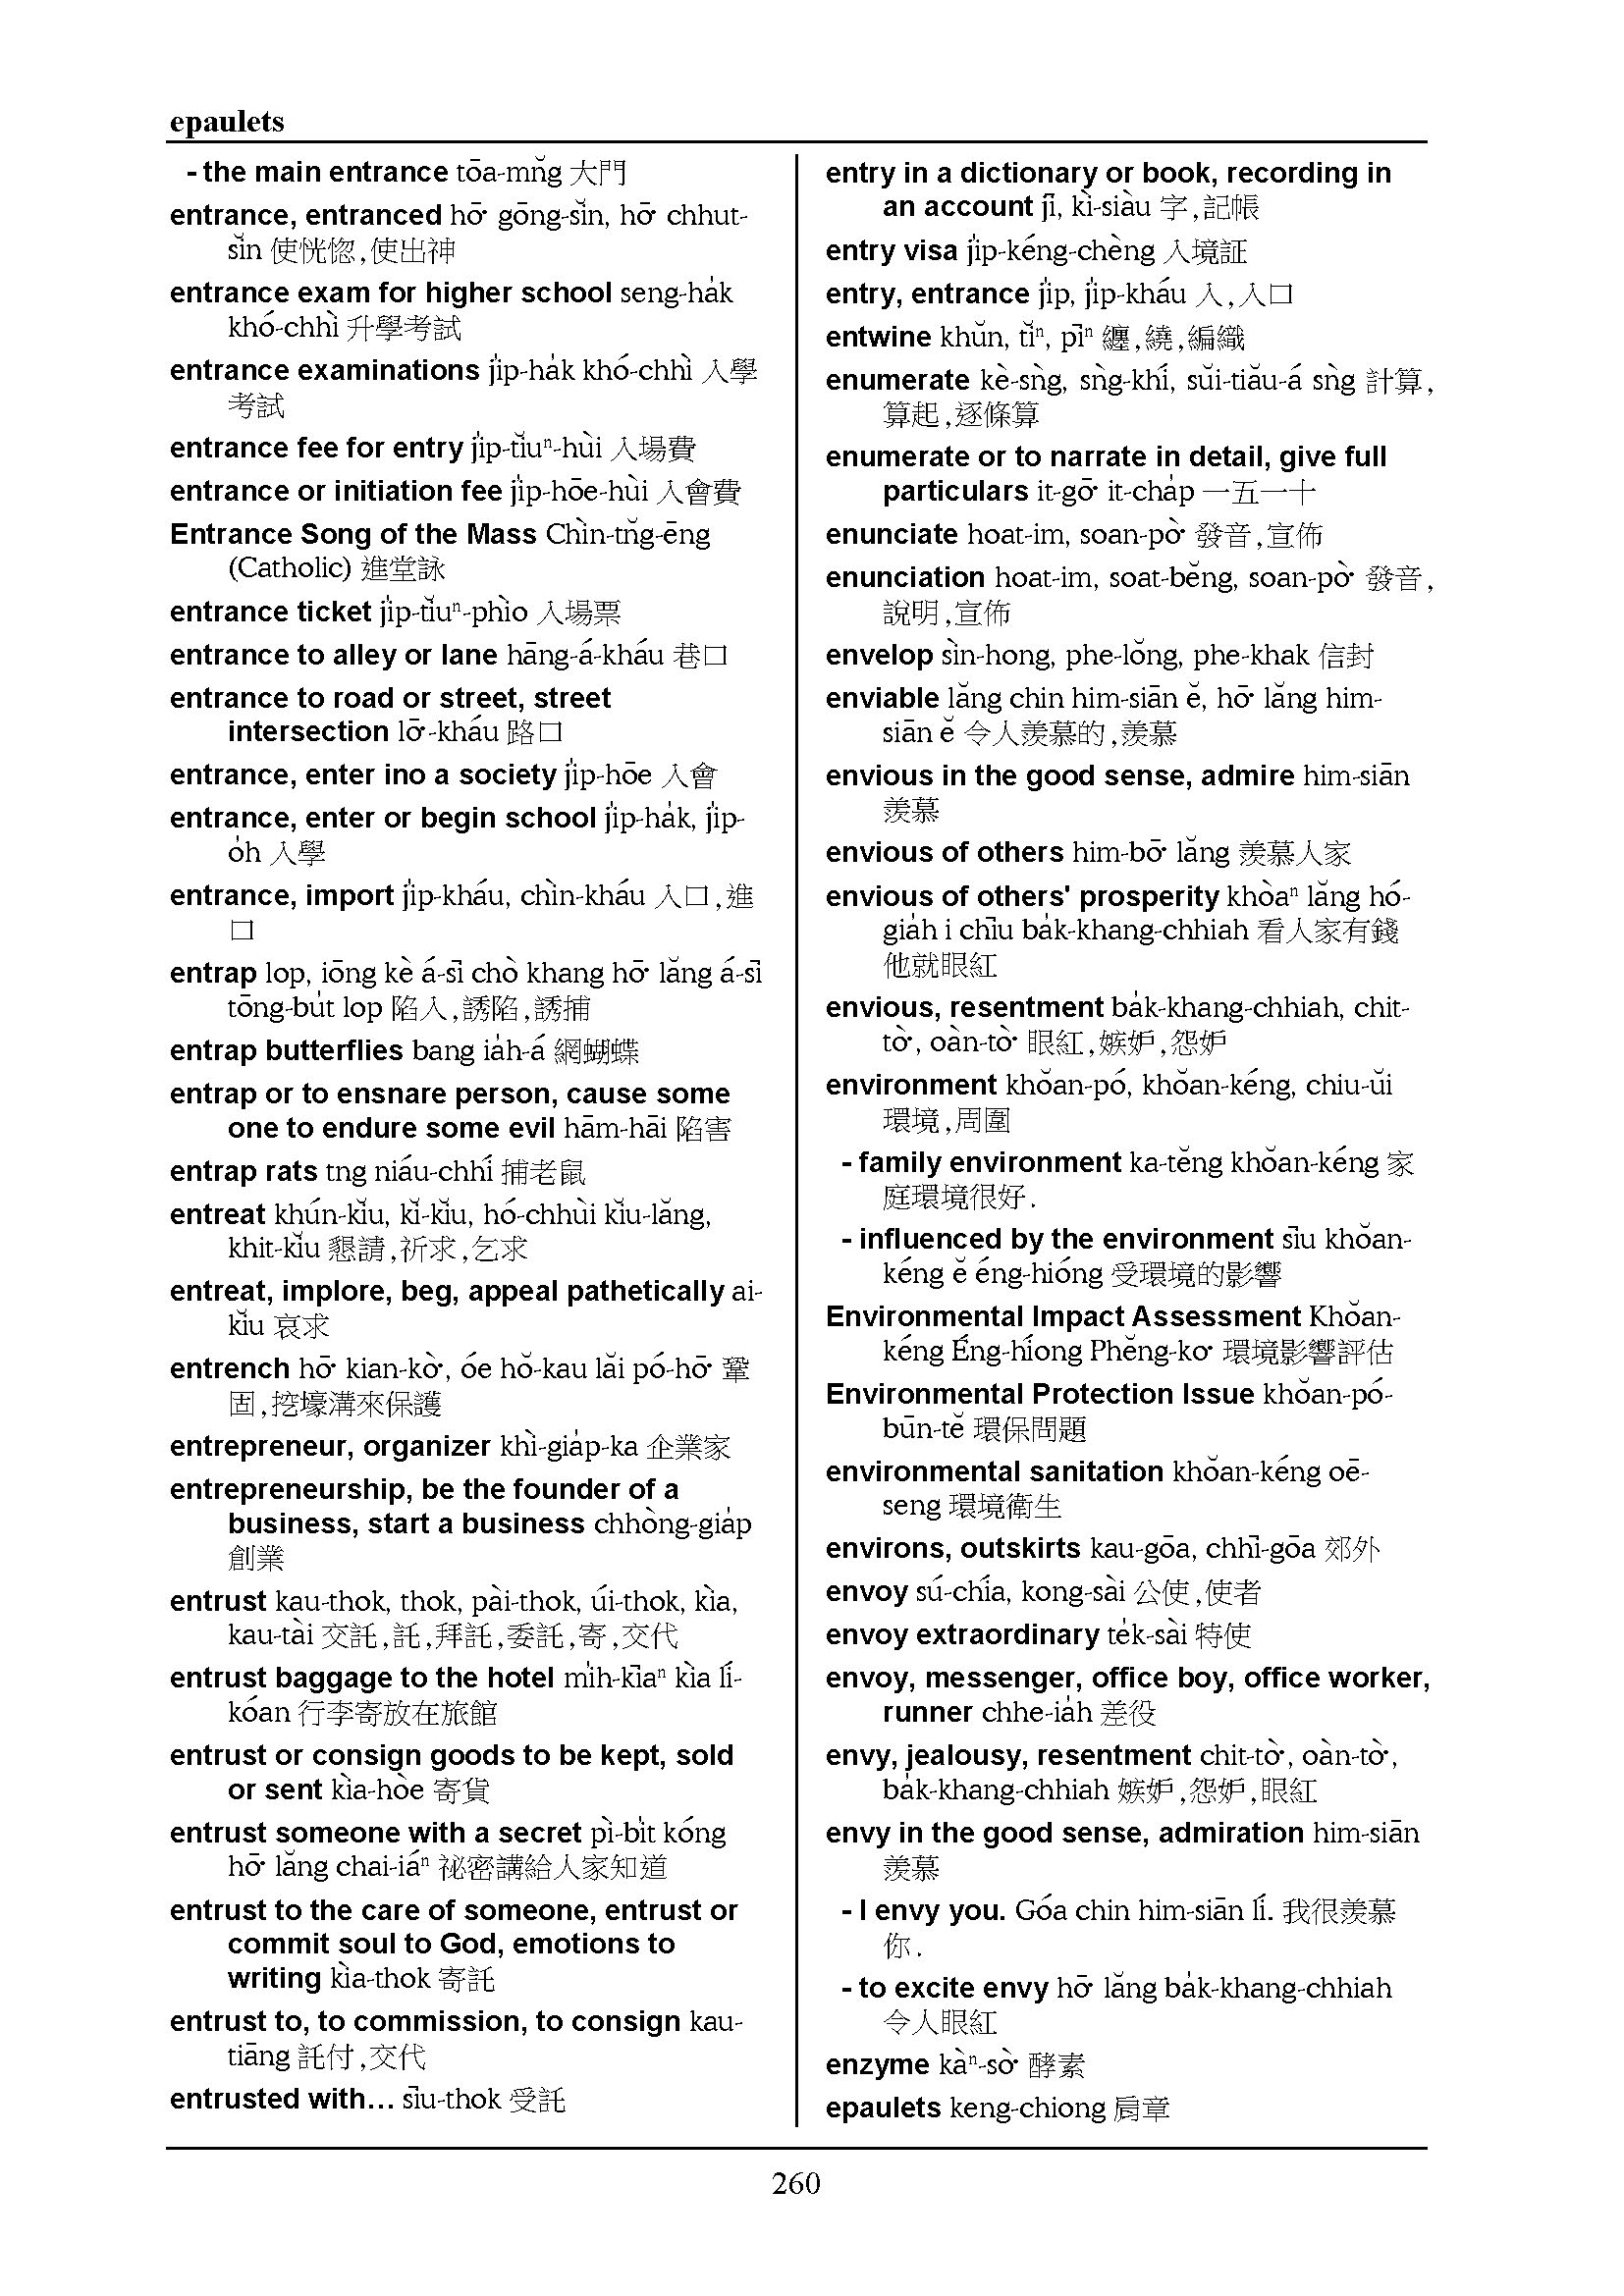 epaulets
- the main entrance tōa-mn̆g 大門
entrance, entranced hō͘ gōng-sĭn, hō͘ chhut-
sĭn 使恍惚,使出神
entrance exam for higher school seng-ha̍k
khó-chhì 升學考試
entrance examinations ji̍p-ha̍k khó-chhì 入學
考試
entrance fee for entry ji̍p-tĭuⁿ-hùi 入場費
entrance or initiation fee ji̍p-hōe-hùi 入會費
Entrance Song of the Mass Chìn-tn̆g-ēng
(Catholic) 進堂詠
entrance ticket ji̍p-tĭuⁿ-phìo 入場票
entrance to alley or lane hāng-á-kháu 巷口
entrance to road or street, street
intersection lō͘-kháu 路口
entrance, enter ino a society ji̍p-hōe 入會
entrance, enter or begin school ji̍p-ha̍k, ji̍p-
o̍h 入學
entrance, import ji̍p-kháu, chìn-kháu 入口,進
口
entrap lop, iōng kè á-sī chò khang hō͘ lăng á-sī
tōng-bu̍t lop 陷入,誘陷,誘捕
entrap butterflies bang ia̍h-á 網蝴蝶
entrap or to ensnare person, cause some
one to endure some evil hām-hāi 陷害
entrap rats tng niáu-chhí 捕老鼠
entreat khún-kĭu, kĭ-kĭu, hó-chhùi kĭu-lăng,
khit-kĭu 懇請,祈求,乞求
entreat, implore, beg, appeal pathetically ai-
kĭu 哀求
entrench hō͘ kian-kò͘, óe hŏ-kau lăi pó-hō͘ 鞏
固,挖壕溝來保護
entrepreneur, organizer khì-gia̍p-ka 企業家
entrepreneurship, be the founder of a
business, start a business chhòng-gia̍p
創業
entrust kau-thok, thok, pài-thok, úi-thok, kìa,
kau-tài 交託,託,拜託,委託,寄,交代
entrust baggage to the hotel mi̍h-kīaⁿ kìa lí-
kóan 行李寄放在旅館
entrust or consign goods to be kept, sold
or sent kìa-hòe 寄貨
entrust someone with a secret pì-bi̍t kóng
hō͘ lăng chai-iáⁿ 祕密講給人家知道
entrust to the care of someone, entrust or
commit soul to God, emotions to
writing kìa-thok 寄託
entrust to, to commission, to consign kau-
tiāng 託付,交代
entrusted with… sīu-thok 受託
entry in a dictionary or book, recording in
an account jī, kì-siàu 字,記帳
entry visa ji̍p-kéng-chèng 入境証
entry, entrance ji̍p, ji̍p-kháu 入,入口
entwine khŭn, tĭⁿ, pīⁿ 纏,繞,編織
enumerate kè-sǹg, sǹg-khí, sŭi-tiău-á sǹg 計算,
算起,逐條算
enumerate or to narrate in detail, give full
particulars it-gō͘ it-cha̍p 一五一十
enunciate hoat-im, soan-pò͘ 發音,宣佈
enunciation hoat-im, soat-bĕng, soan-pò͘ 發音,
說明,宣佈
envelop sìn-hong, phe-lŏng, phe-khak 信封
enviable lăng chin him-siān ĕ, hō͘ lăng him-
siān ĕ 令人羨慕的,羨慕
envious in the good sense, admire him-siān
羨慕
envious of others him-bō͘ lăng 羨慕人家
envious of others' prosperity khòaⁿ lăng hó-
gia̍h i chīu ba̍k-khang-chhiah 看人家有錢
他就眼紅
envious, resentment ba̍k-khang-chhiah, chit-
tò͘, oàn-tò͘ 眼紅,嫉妒,怨妒
environment khŏan-pó, khŏan-kéng, chiu-ŭi
環境,周圍
- family environment ka-tĕng khŏan-kéng 家
庭環境很好.
- influenced by the environment sīu khŏan-
kéng ĕ éng-hióng 受環境的影響
Environmental Impact Assessment Khŏan-
kéng Éng-híong Phĕng-ko͘ 環境影響評估
Environmental Protection Issue khŏan-pó-
būn-tĕ 環保問題
environmental sanitation khŏan-kéng oē-
seng 環境衛生
environs, outskirts kau-gōa, chhī-gōa 郊外
envoy sú-chía, kong-sài 公使,使者
envoy extraordinary te̍k-sài 特使
envoy, messenger, office boy, office worker,
runner chhe-ia̍h 差役
envy, jealousy, resentment chit-tò͘, oàn-tò͘,
ba̍k-khang-chhiah 嫉妒,怨妒,眼紅
envy in the good sense, admiration him-siān
羨慕
- I envy you. Góa chin him-siān lí. 我很羨慕
你.
- to excite envy hō͘ lăng ba̍k-khang-chhiah
令人眼紅
enzyme kàⁿ-sò͘ 酵素
epaulets keng-chiong 肩章
260